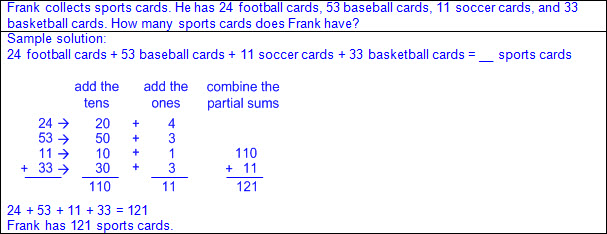 Frank collects sports cards. He has 24 football cards, 53 baseball cards, 11 soccer cards, and 33
basketball cards. How many sports cards does Frank have?
Sample solution:
24 football cards + 53 baseball cards + 11 soccer cards + 33 basketball cards = __ sports cards
add the add the combine the
tens ones partial sums
24 → 20 + 4
53 → 50 + 3
11 → 10 + 1 110
+ 33 → 30 + 3 + 11
110 11 121
24 + 53 + 11 + 33 = 121
Frank has 121 sports cards.